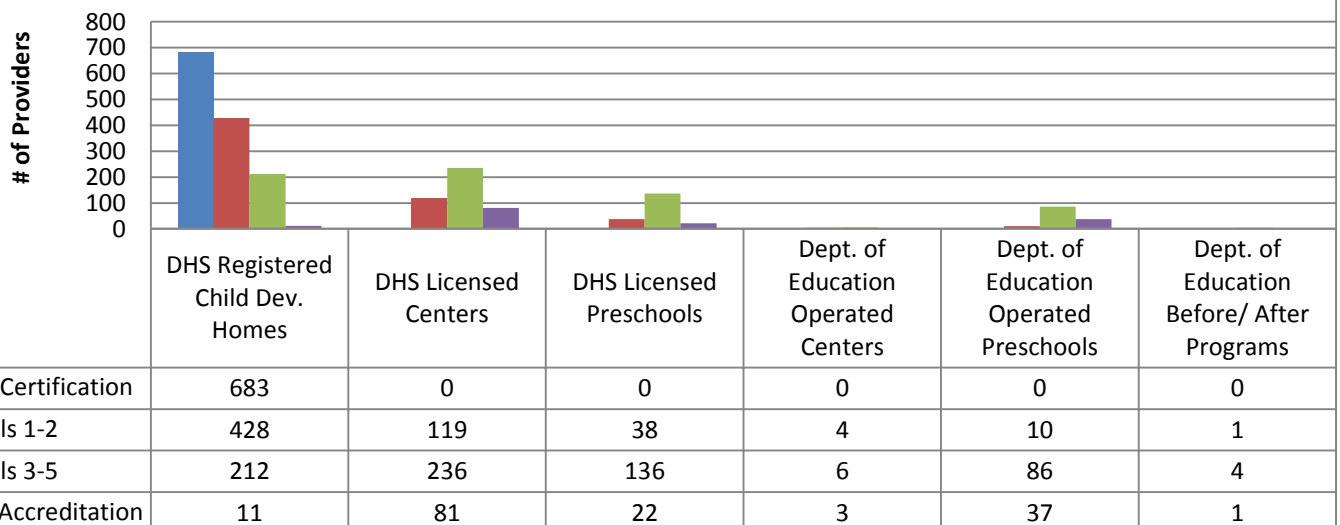 # of Providers
800
700
600
500
400
300
200
100
0
DHS Registered
Child Dev.
Homes
DHS Licensed
Centers
DHS Licensed
Preschools
Dept. of
Education
Operated
Centers
Dept. of
Education
Operated
Preschools
Dept. of
Education
Before/ After
Programs
Certification 683 0 0 0 0 0
ls 1-2 428 119 38 4 10 1
ls 3-5 212 236 136 6 86 4
Accreditation 11 81 22 3 37 1